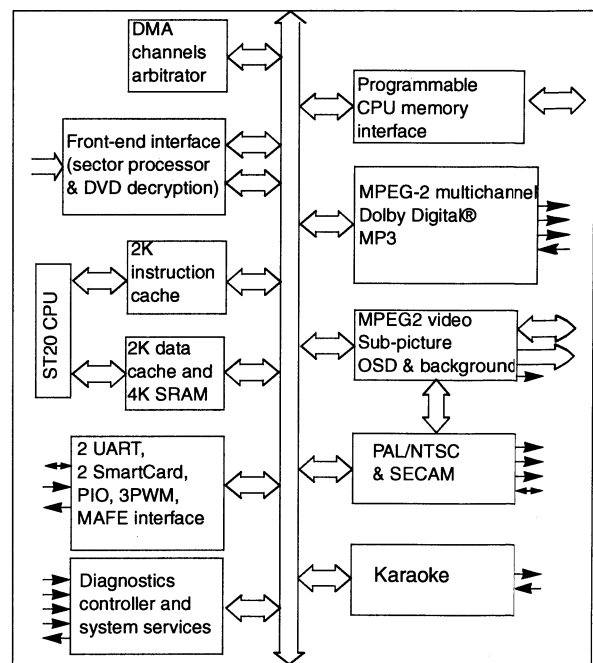 DMA
channels
arbitrator
Front-end interface
(sector processor
& DVD decryption)
2K
instruction
cache
ST20 CPU
2K data
cache and
4K SRAM
2 UART,
2 SmartCard,
PIO, 3PWM,
MAFE interface
Diagnostics
controller and
system services
Programmable
CPU memory
interface
MPEG-2 multichannel
Dolby Digital®
MP3
MPEG2 video
Sub-picture
OSD & background
PAL/NTSC
& SECAM
Karaoke